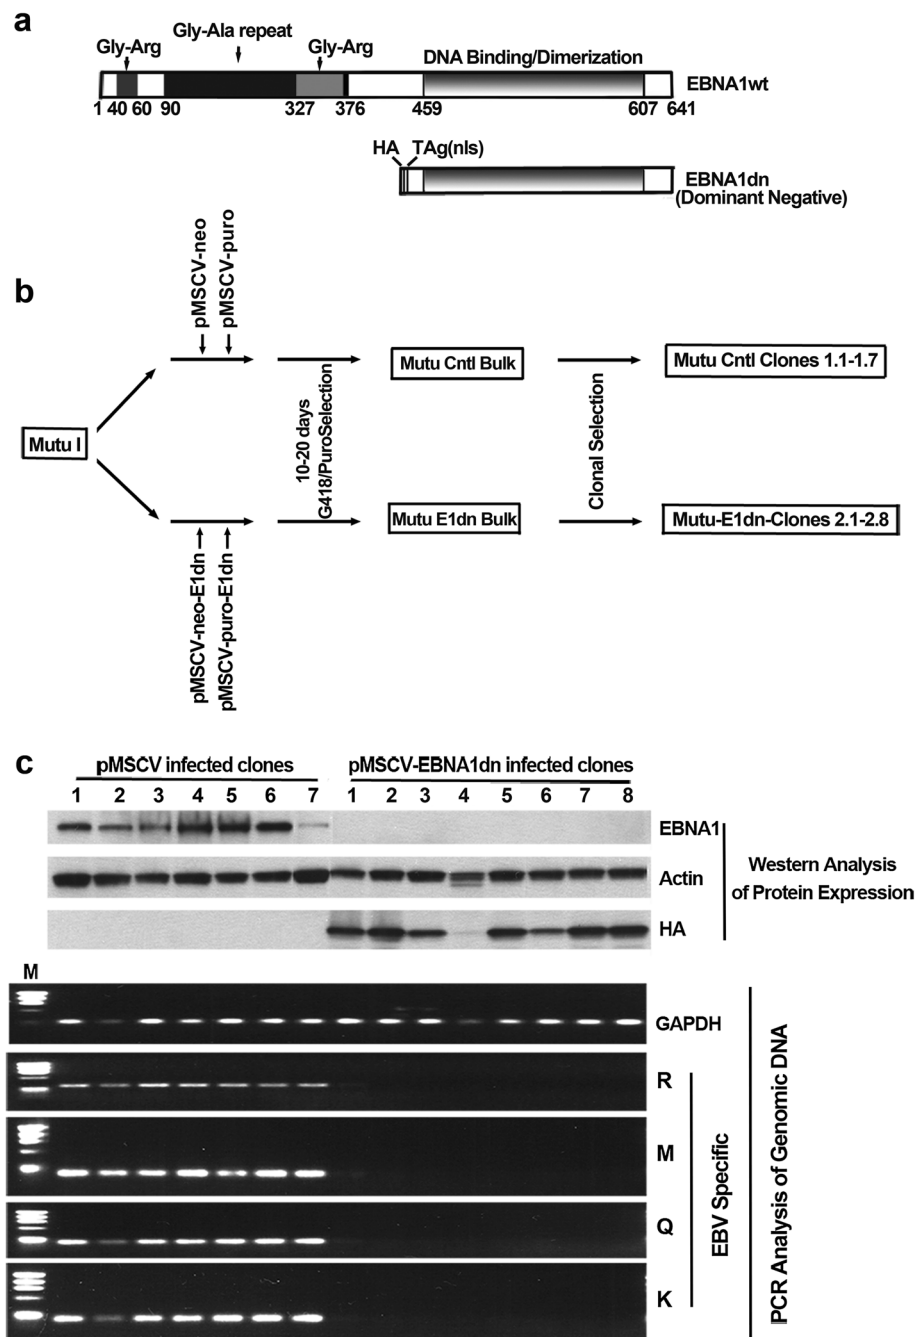 a
Gly-Ala repeat
Gly-Arg
Gly-Arg
DNA Binding/Dimerization
EBNA1wt
1 40 60 90 327 376 459 607 641
HA TAg(nls)
EBNA1dn
(Dominant Negative)
b
pMSCV-neo
pMSCV-puro
Mutu I
10-20 days
G418/PuroSelection
Mutu Cntl Bulk
Clonal Selection
Mutu Cntl Clones 1.1-1.7
Mutu E1dn Bulk
Mutu-E1dn-Clones 2.1-2.8
pMSCV-neo-E1dn
pMSCV-puro-E1dn
c
pMSCV infected clones
pMSCV-EBNA1dn infected clones
1 2 3 4 5 6 7 1 2 3 4 5 6 7 8
EBNA1
Actin
HA
Western Analysis
of Protein Expression
M
GAPDH
R
M
Q
K
EBV Specific
PCR Analysis of Genomic DNA